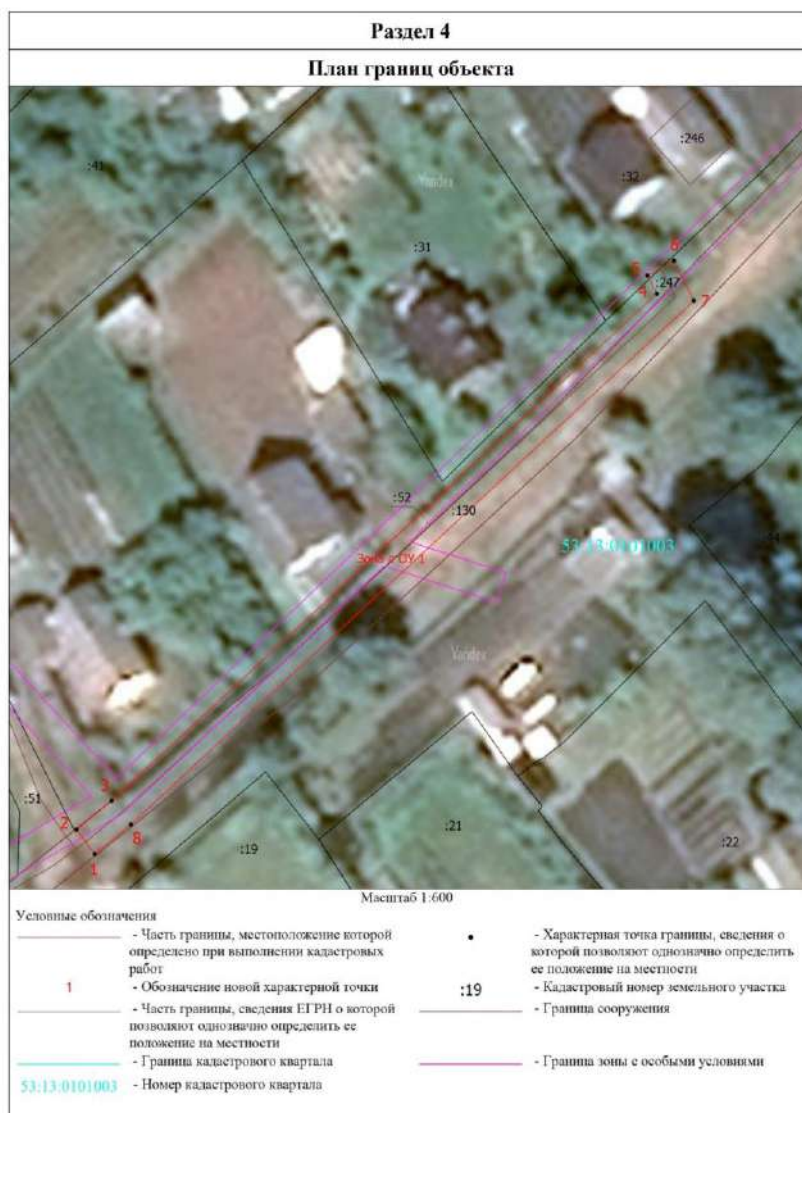 Раздел 4
План границ объекта
:246
:41
:32
Yandex
:31
6
5
:247
4
7
:52
:130
53:13:0101003
Зона с ОУ 1
Yandex
3
:51
2
8
1
:19
:21
:22
Масштаб 1:600
Условные обозначения
- Часть границы, местоположение которой
определено при выполнении кадастровых
работ
1 - Обозначение новой характерной точки
- Часть границы, сведения ЕГРН о которой
позволяют однозначно определить ее
положение на местности
- Граница кадастрового квартала
53:13:0101003 - Номер кадастрового квартала
- Характерная точка границы, сведения о
которой позволяют однозначно определить
ее положение на местности
:19 - Кадастровый номер земельного участка
- Граница сооружения
- Граница зоны с особыми условиями